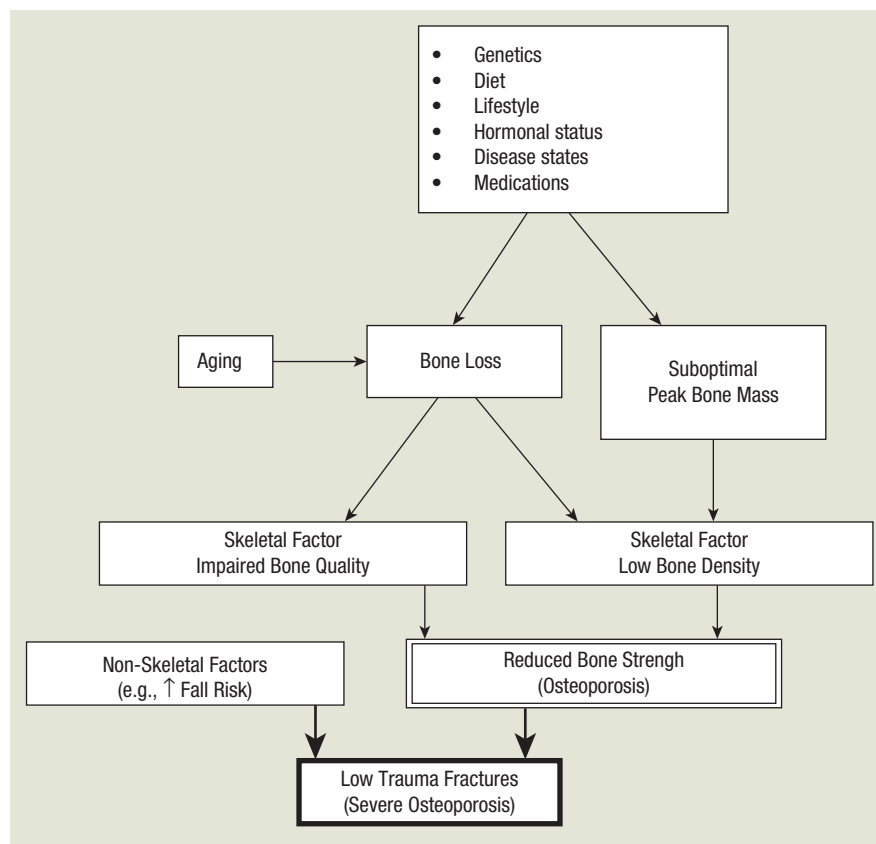 • Genetics
• Diet
• Lifestyle
• Hormonal status
• Disease states
• Medications
Aging
Bone Loss
Suboptimal
Peak Bone Mass
Skeletal Factor
Impaired Bone Quality
Skeletal Factor
Low Bone Density
Non-Skeletal Factors
(e.g., ↑ Fall Risk)
Reduced Bone Strengh
(Osteoporosis)
Low Trauma Fractures
(Severe Osteoporosis)